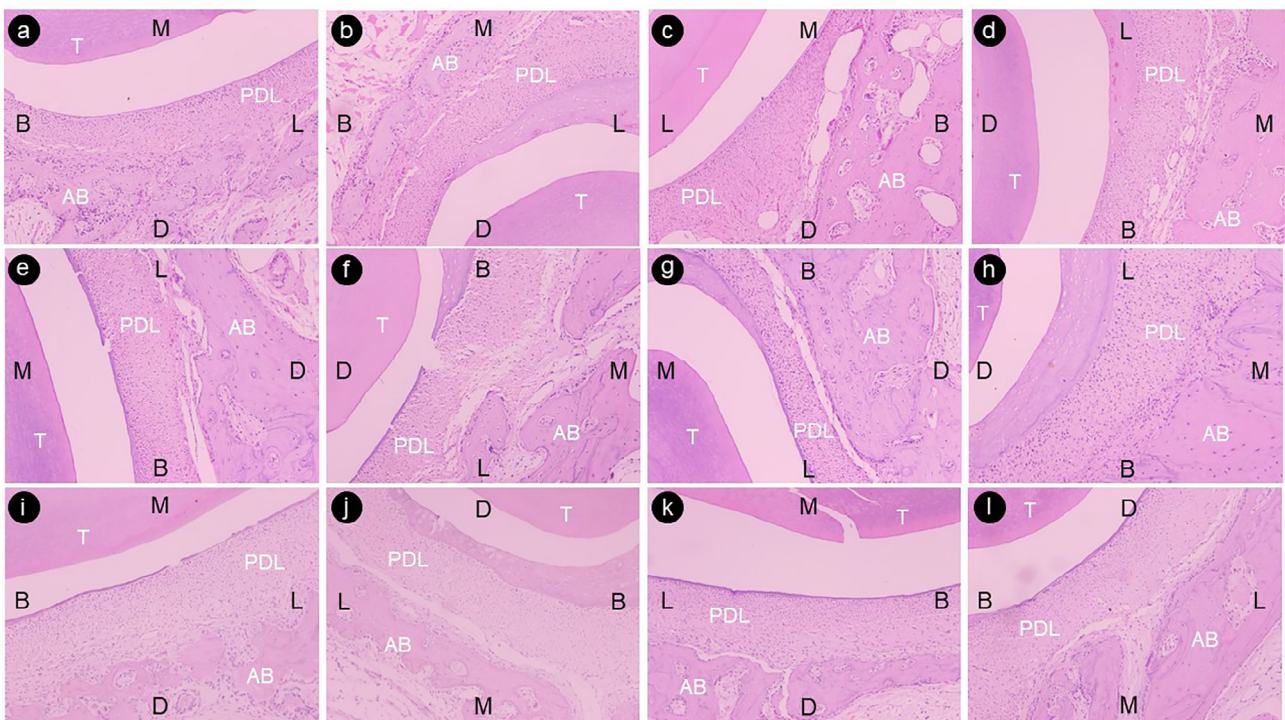 a M b M c M d L
T AB PDL T PDL
PDL T
B L B L L B D M
AB T PDL AB T AB
D D D B
e L f B g B h L
PDL AB T AB T PDL
M D D M M D D M
T PDL AB T PDL AB
B L L B
i M j D k M T l T D
T T
PDL PDL
B L L B L PDL B B PDL L
AB AB AB AB
D M D M